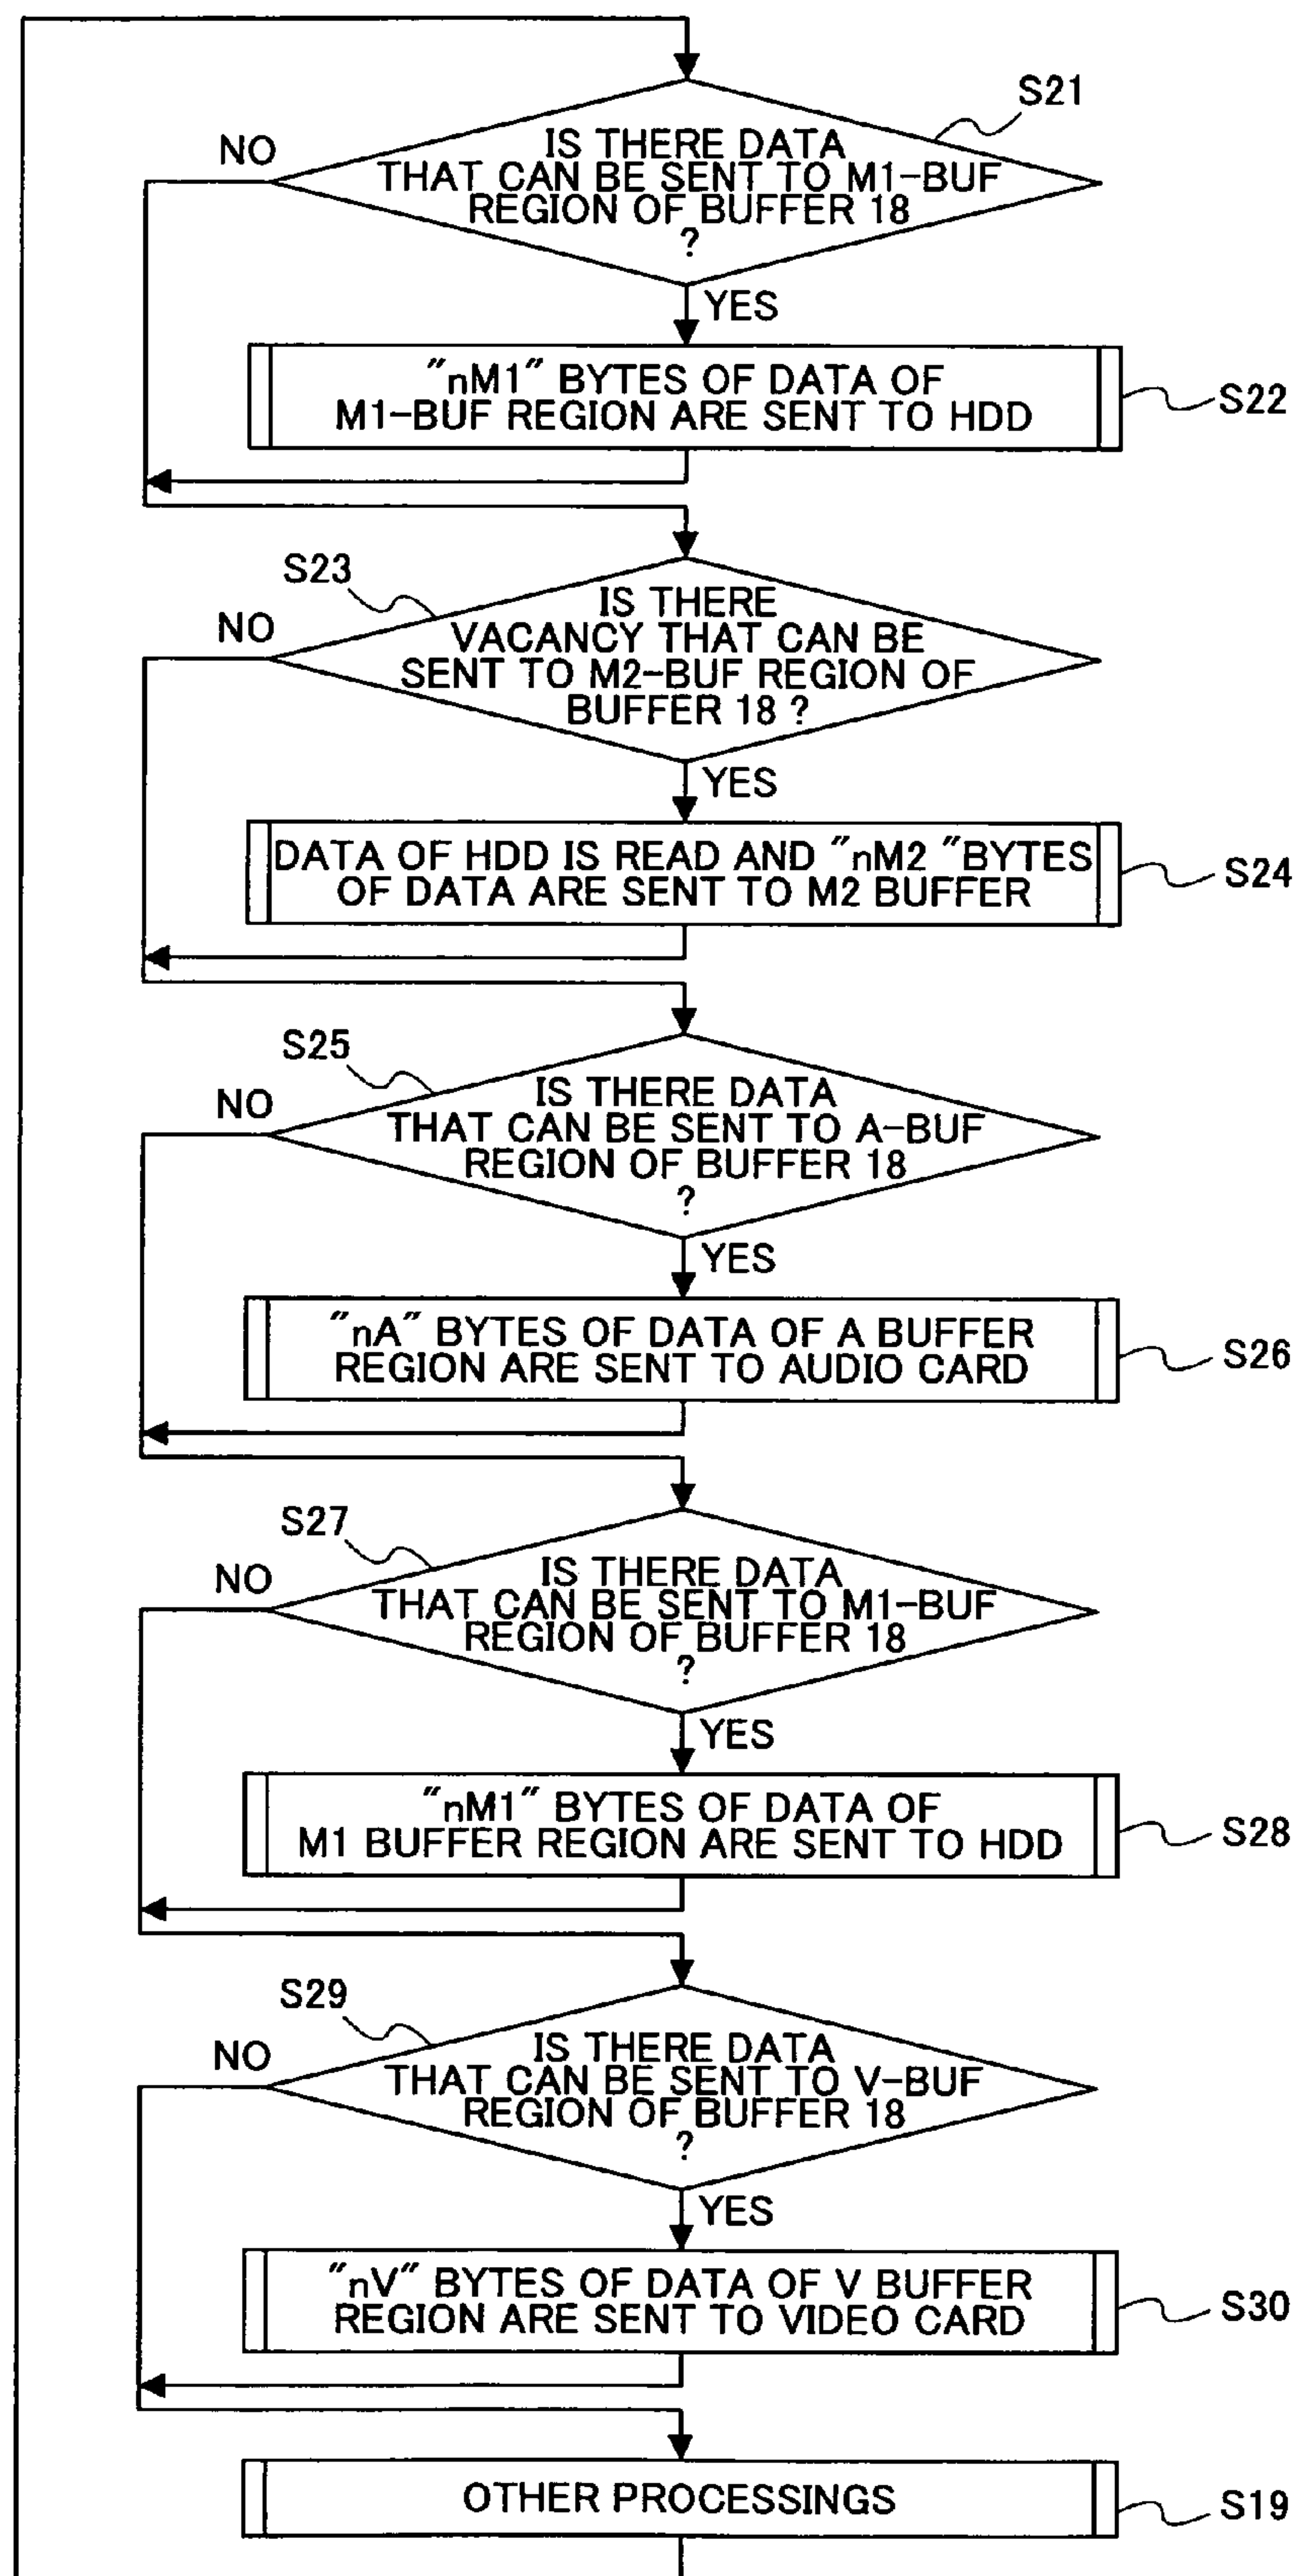 S21
NO
IS THERE DATA
THAT CAN BE SENT TO M1-BUF
REGION OF BUFFER 18
?
YES
"nM1" BYTES OF DATA OF
M1-BUF REGION ARE SENT TO HDD
S22
S23
NO
IS THERE
VACANCY THAT CAN BE
SENT TO M2-BUF REGION OF
BUFFER 18 ?
YES
DATA OF HDD IS READ AND "nM2 "BYTES
OF DATA ARE SENT TO M2 BUFFER
S24
S25
NO
IS THERE DATA
THAT CAN BE SENT TO A-BUF
REGION OF BUFFER 18
?
YES
"nA" BYTES OF DATA OF A BUFFER
REGION ARE SENT TO AUDIO CARD
S26
S27
NO
IS THERE DATA
THAT CAN BE SENT TO M1-BUF
REGION OF BUFFER 18
?
YES
"nM1" BYTES OF DATA OF
M1 BUFFER REGION ARE SENT TO HDD
S28
S29
NO
IS THERE DATA
THAT CAN BE SENT TO V-BUF
REGION OF BUFFER 18
?
YES
"nV" BYTES OF DATA OF V BUFFER
REGION ARE SENT TO VIDEO CARD
S30
OTHER PROCESSINGS
S19